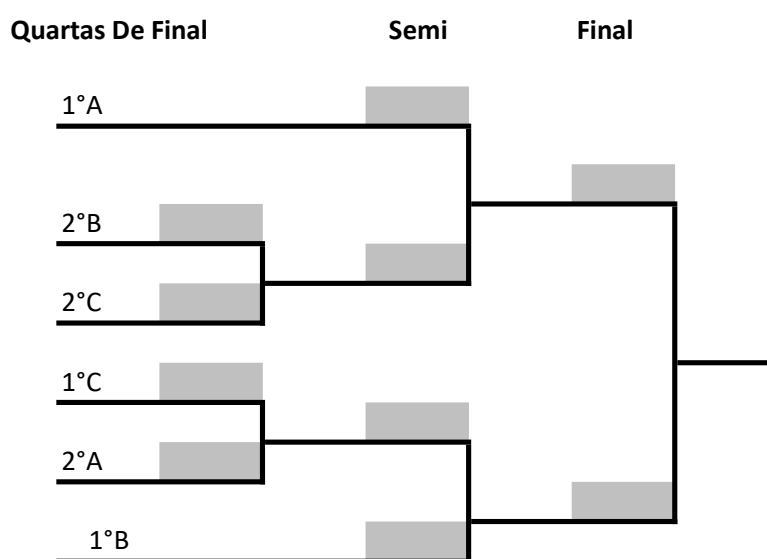 Quartas De Final Semi Final
1°A
2°B
2°C
1°C
2°A
1°B